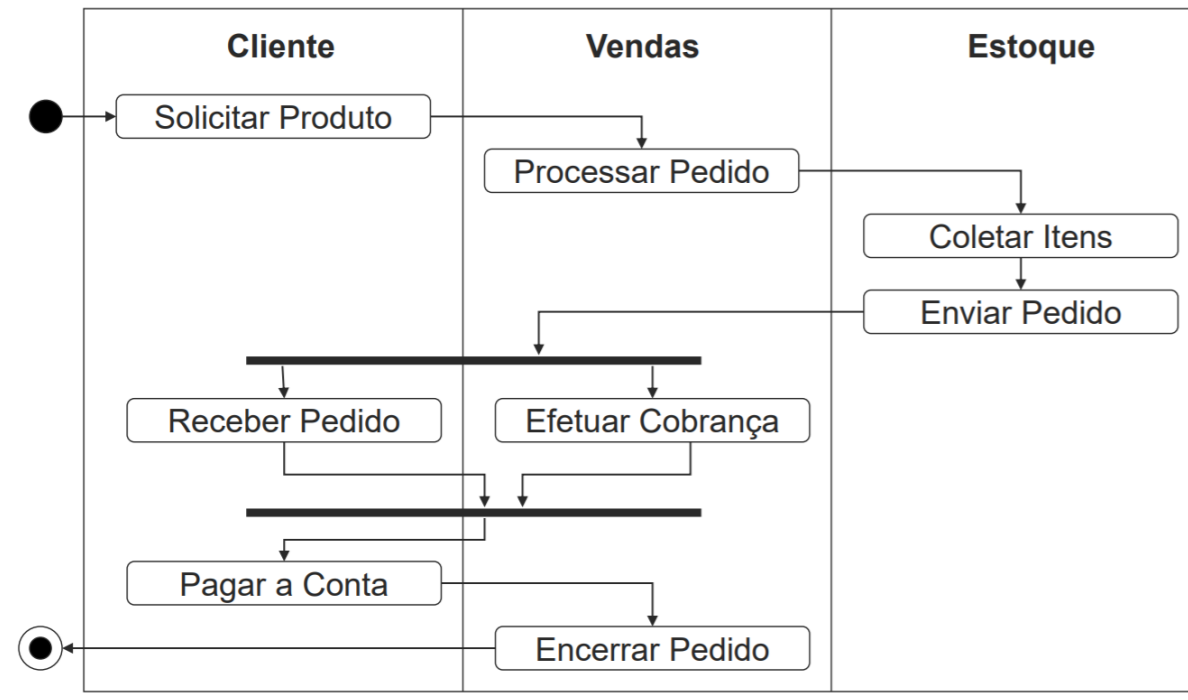 Cliente
Vendas
Estoque
Solicitar Produto
Processar Pedido
Coletar Itens
Enviar Pedido
Receber Pedido
Efetuar Cobrança
Pagar a Conta
Encerrar Pedido